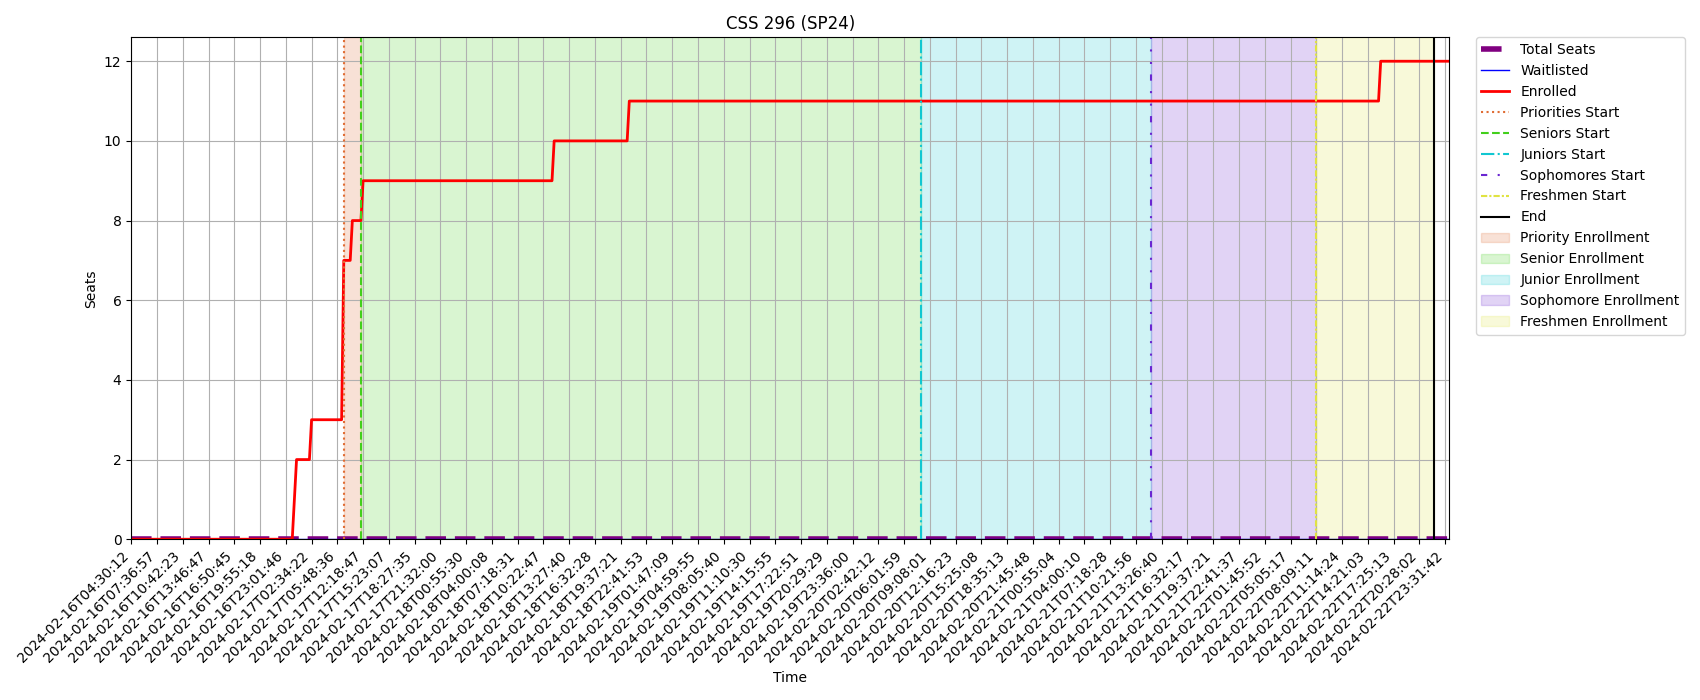 CSS 296 (SP24)
Seats
12
10
8
6
4
2
0
2024-02-16T04:30:12
2024-02-16T07:36:57
2024-02-16T10:42:23
2024-02-16T13:46:47
2024-02-16T16:50:45
2024-02-16T19:55:18
2024-02-16T23:01:46
2024-02-17T02:34:22
2024-02-17T05:48:36
2024-02-17T12:18:47
2024-02-17T15:23:07
2024-02-17T18:27:35
2024-02-17T21:32:00
2024-02-18T00:55:30
2024-02-18T04:00:08
2024-02-18T07:18:31
2024-02-18T10:22:47
2024-02-18T13:27:40
2024-02-18T16:32:28
2024-02-18T19:37:21
2024-02-18T22:41:53
2024-02-19T01:47:09
2024-02-19T04:59:55
2024-02-19T08:05:40
2024-02-19T11:10:30
2024-02-19T14:15:55
2024-02-19T17:22:51
2024-02-19T20:29:29
2024-02-19T23:36:00
2024-02-20T02:42:12
2024-02-20T06:01:59
2024-02-20T09:08:01
2024-02-20T12:16:23
2024-02-20T15:25:08
2024-02-20T18:35:13
2024-02-20T21:45:48
2024-02-21T00:55:04
2024-02-21T04:00:10
2024-02-21T07:18:28
2024-02-21T10:21:56
2024-02-21T13:26:40
2024-02-21T16:32:17
2024-02-21T19:37:21
2024-02-21T22:41:37
2024-02-22T01:45:52
2024-02-22T05:05:17
2024-02-22T08:09:11
2024-02-22T11:14:24
2024-02-22T14:21:03
2024-02-22T17:25:13
2024-02-22T20:28:02
2024-02-22T23:31:42
Time
Total Seats
Waitlisted
Enrolled
Priorities Start
Seniors Start
Juniors Start
Sophomores Start
Freshmen Start
End
Priority Enrollment
Senior Enrollment
Junior Enrollment
Sophomore Enrollment
Freshmen Enrollment